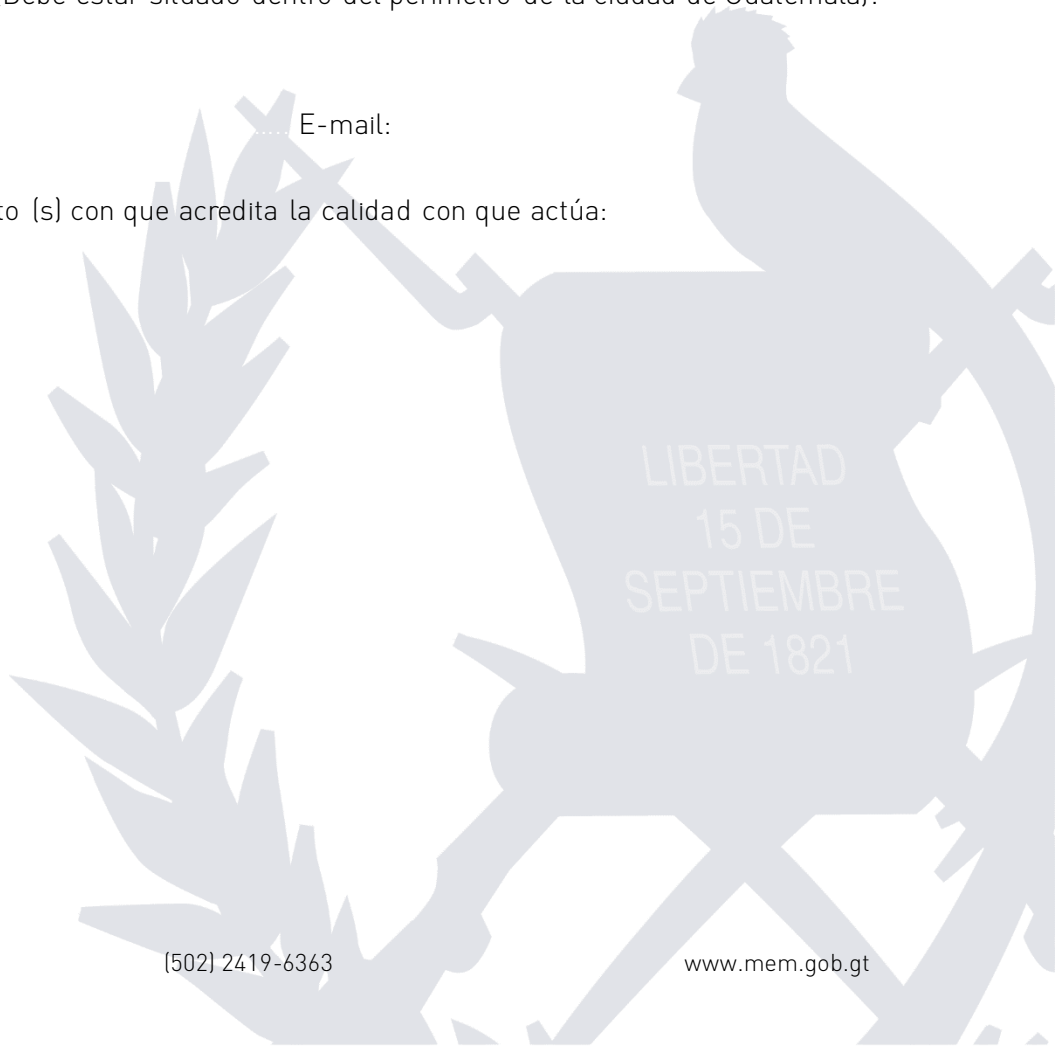 Debe estar situado dentro del perímetro de la ciudad de Guatemala):
..... E-mail:
to (s) con que acredita la calidad con que actúa:
LIBERTAD
15 DE
SEPTIEMBRE
DE 1821
(502) 2419-6363 www.mem.gob.gt